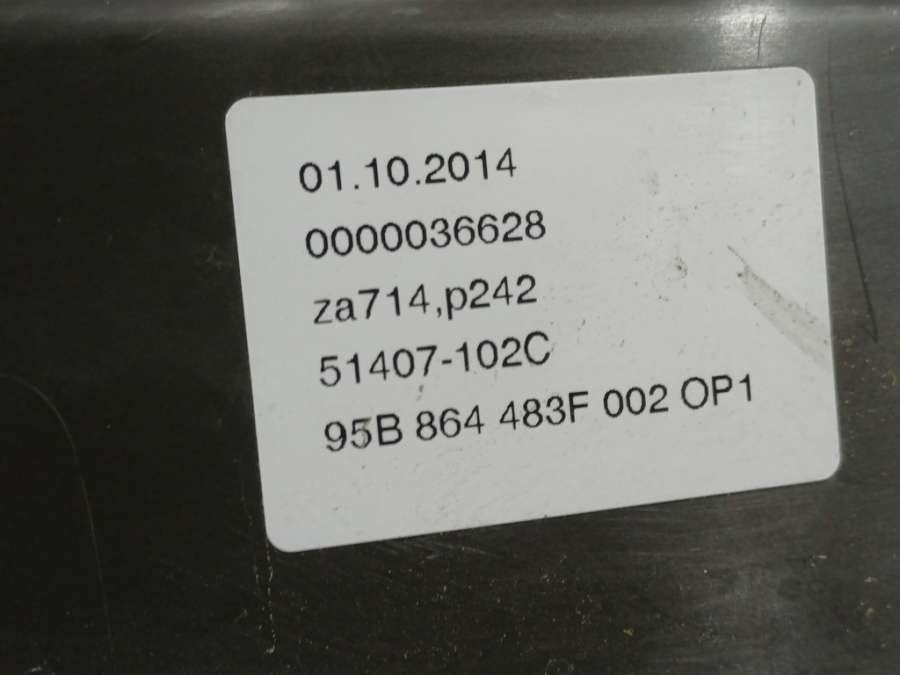 01.10.2014
0000036628
za714,p242
51407-102C
95B 864 483F 002 OP1